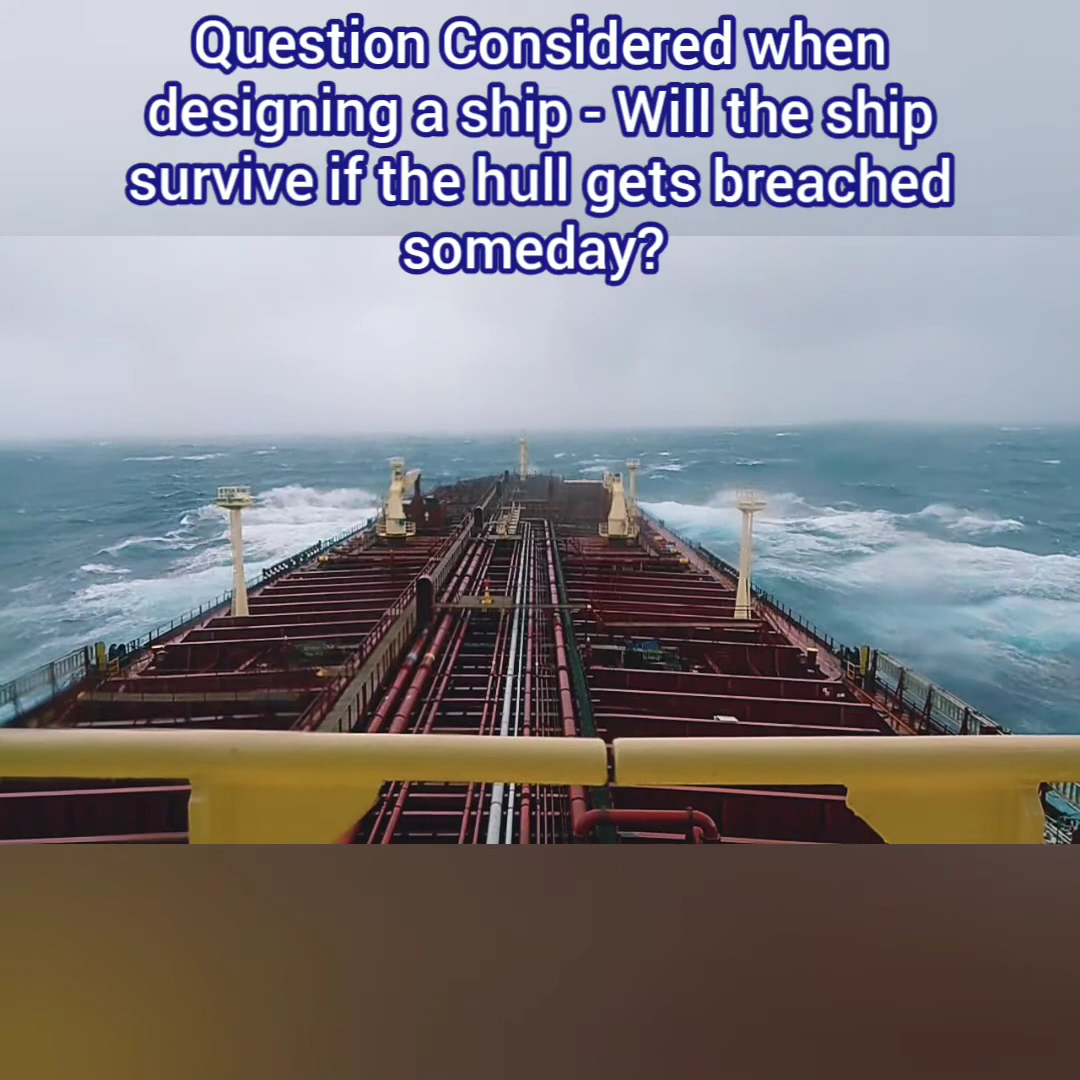 Question Considered when
designing a ship - Will the ship
survive if the hull gets breached
someday?